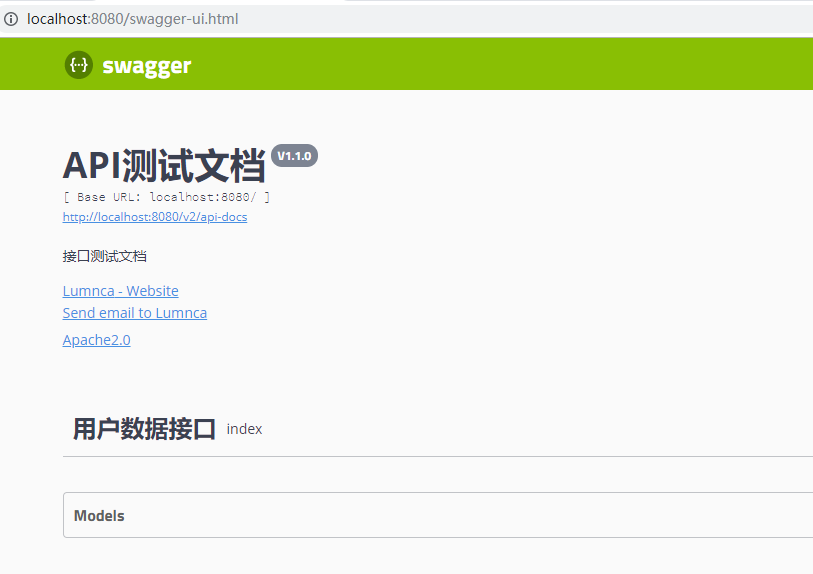 localhost:8080/swagger-ui.html
{···} swagger
API测试文档 V1.1.0
[ Base URL: localhost:8080/ ]
http://localhost:8080/v2/api-docs
接口测试文档
Lumnca - Website
Send email to Lumnca
Apache2.0
用户数据接口 index
Models